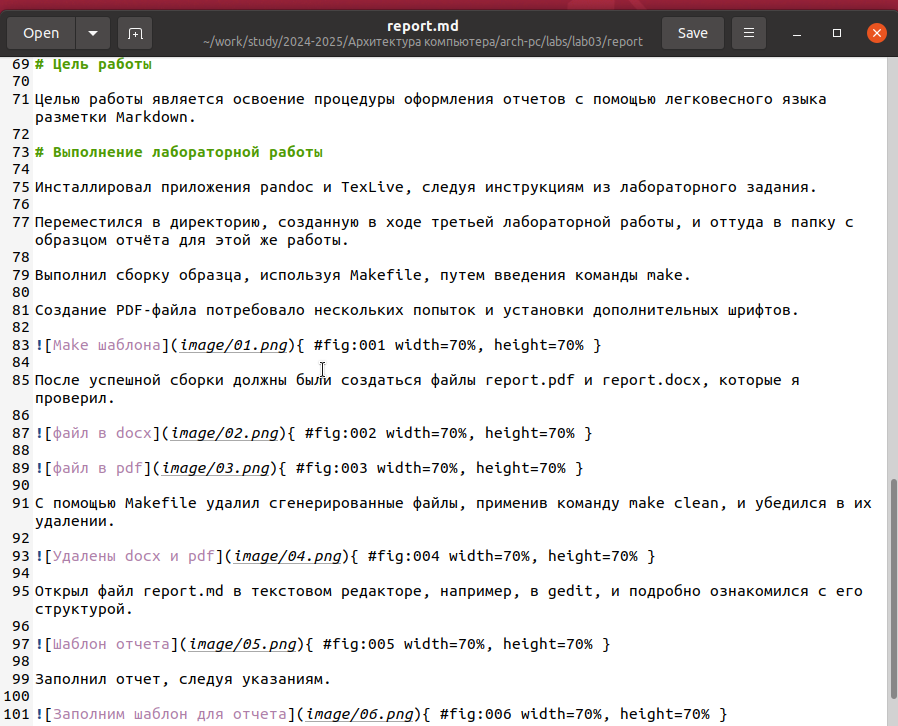 Open
report.md
~/work/study/2024-2025/Архитектура компьютера/arch-pc/labs/lab03/report
Save
69 # Цель работы
70
71 Целью работы является освоение процедуры оформления отчетов с помощью легковесного языка
разметки Markdown.
72
73 # Выполнение лабораторной работы
74
75 Инсталлировал приложения pandoc и TexLive, следуя инструкциям из лабораторного задания.
76
77 Переместился в директорию, созданную в ходе третьей лабораторной работы, и оттуда в папку с
образцом отчёта для этой же работы.
78
79 Выполнил сборку образца, используя Makefile, путем введения команды make.
80
81 Создание PDF-файла потребовало нескольких попыток и установки дополнительных шрифтов.
82
83 ![Make шаблона](image/01.png){ #fig:001 width=70%, height=70% }
84
85 После успешной сборки должны были создаться файлы report.pdf и report.docx, которые я
проверил.
86
87 ![файл в docx](image/02.png){ #fig:002 width=70%, height=70% }
88
89 ![файл в pdf](image/03.png){ #fig:003 width=70%, height=70% }
90
91 С помощью Makefile удалил сгенерированные файлы, применив команду make clean, и убедился в их
удалении.
92
93 ![Удалены docx и pdf](image/04.png){ #fig:004 width=70%, height=70% }
94
95 Открыл файл report.md в текстовом редакторе, например, в gedit, и подробно ознакомился с его
структурой.
96
97 ![Шаблон отчета](image/05.png){ #fig:005 width=70%, height=70% }
98
99 Заполнил отчет, следуя указаниям.
100
101 ![Заполним шаблон для отчета](image/06.png){ #fig:006 width=70%, height=70% }